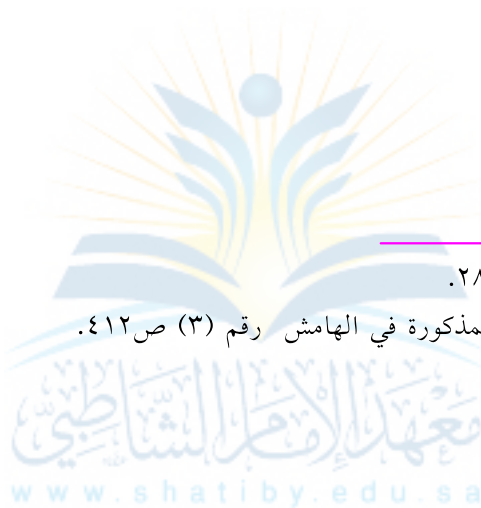 .٢٨
المذكورة في الهامش رقم (٣) ص٤١٢.
معهد الإمام الشاطبي
www.shatiby.edu.sa